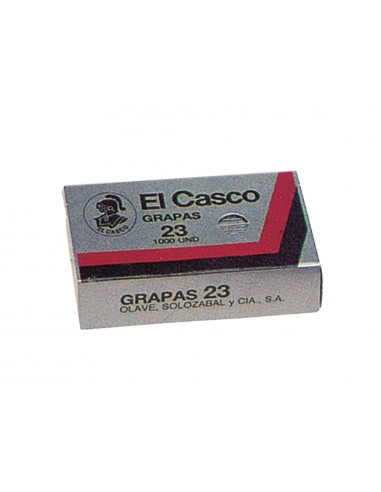 El Casco
GRAPAS
23
1000 UND
EL CASCO
GRAPAS 23
OLAVE, SOLOZABAL y CIA., S.A.